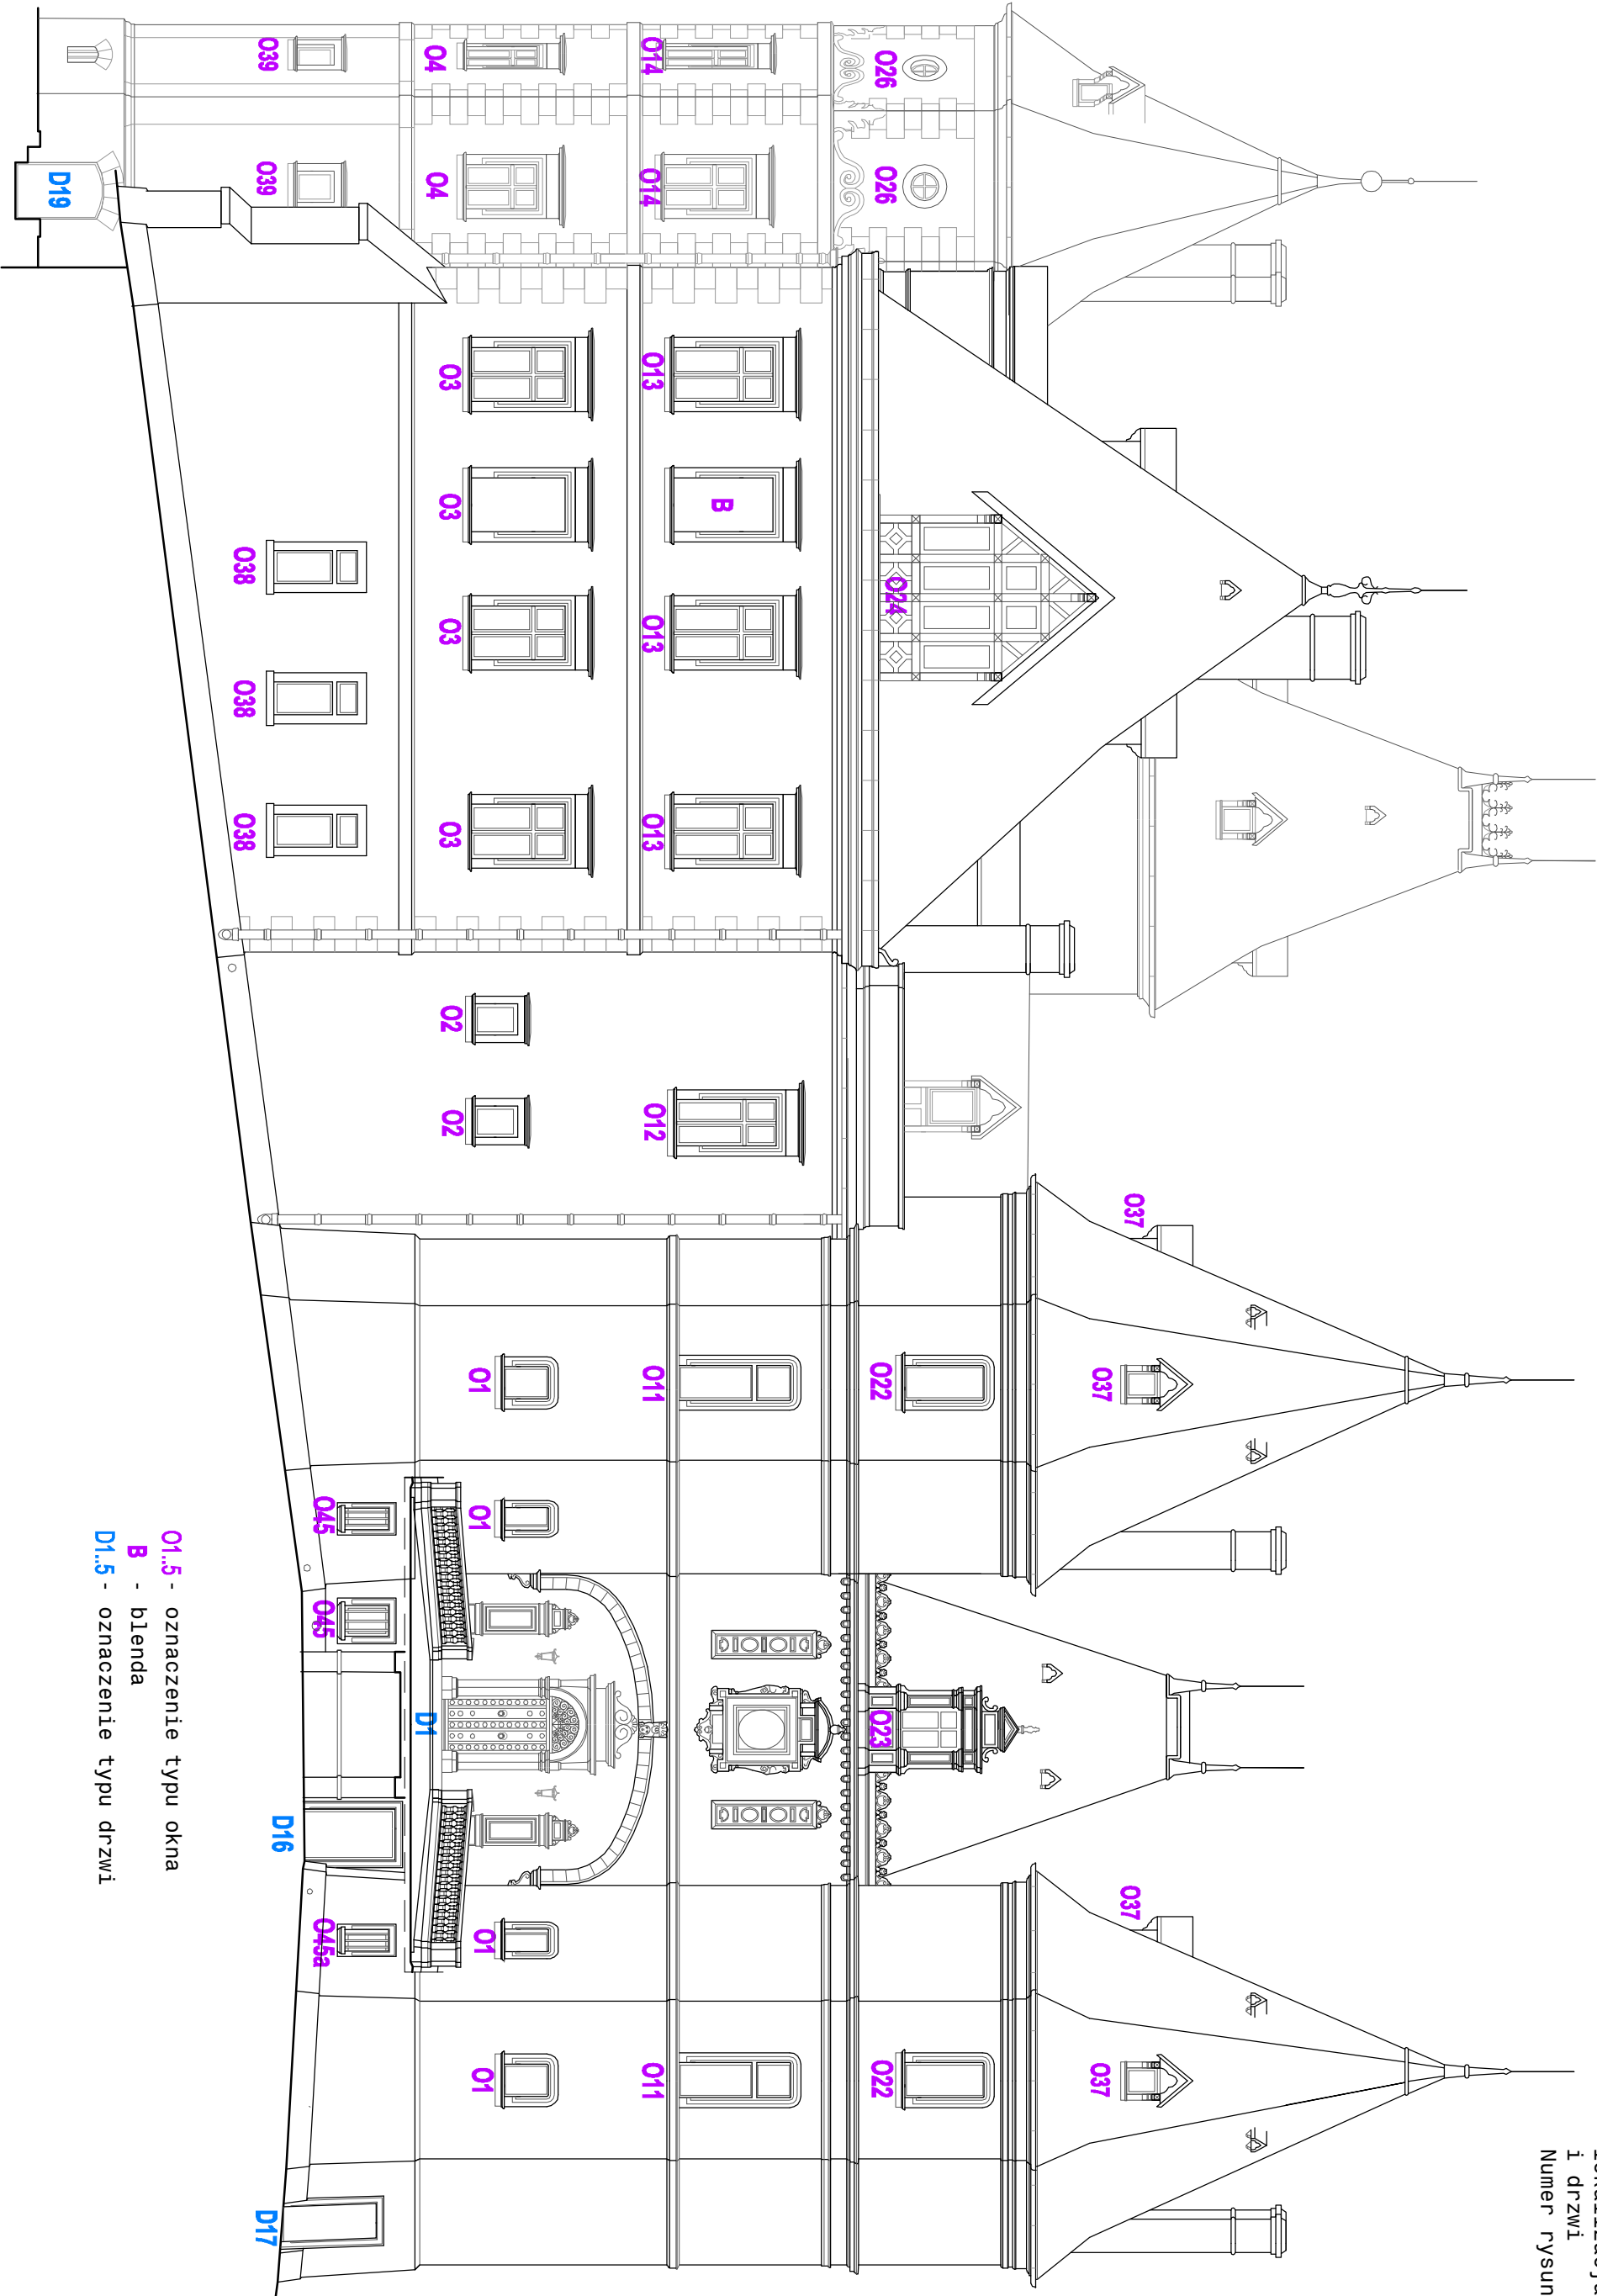 i drzwi
Numer rysun
O37
O37
O37
O37
O26
O26
O24
O22
O23
O22
O14
O14
O13
B
O13
O13
O12
O11
O11
O4
O4
O3
O3
O3
O3
O2
O2
O1
O1
O1
O1
D1
O39
O39
O38
O38
O38
O45
O45
O45a
D16
D17
D19
O1..5 - oznaczenie typu okna
B - blenda
D1..5 - oznaczenie typu drzwi